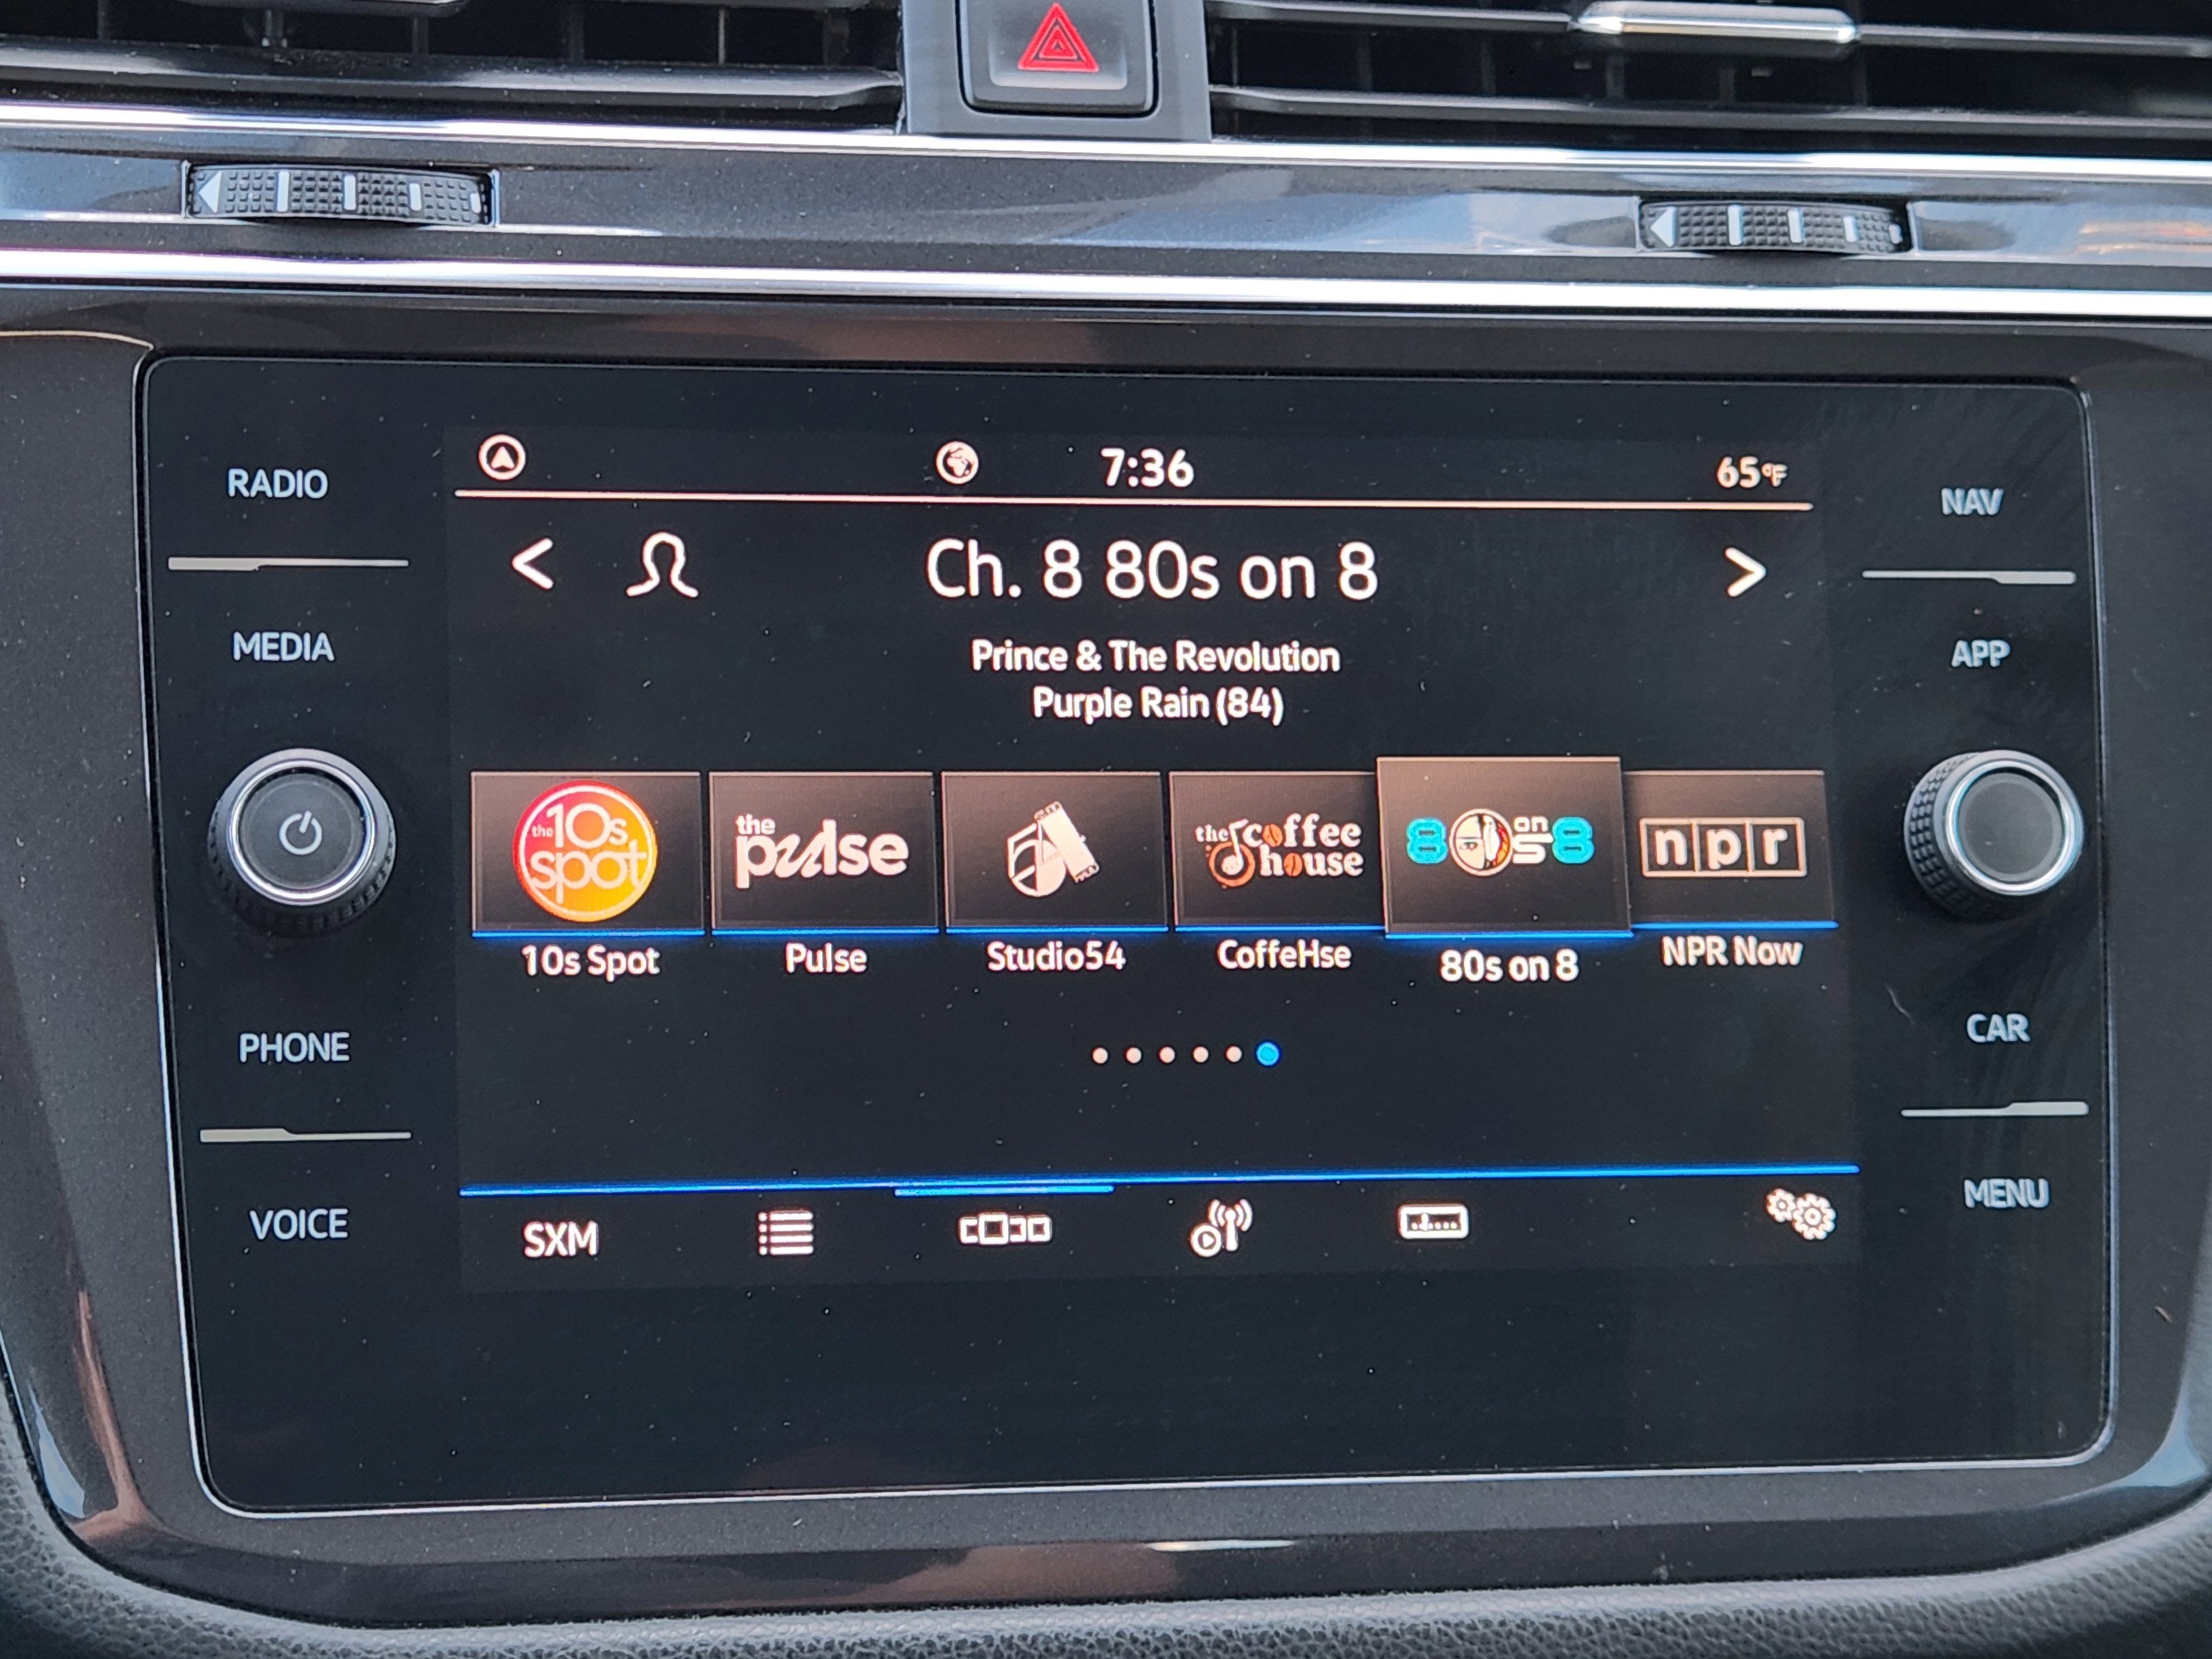 RADIO
MEDIA
PHONE
VOICE
7:36
65°F
< Ch. 8 80s on 8 >
Prince & The Revolution
Purple Rain (84)
the 10s
spot
the
pulse
54
the coffee
house
8 on
80s 8
npr
10s Spot
Pulse
Studio54
CoffeHse
80s on 8
NPR Now
SXM
NAV
APP
CAR
MENU